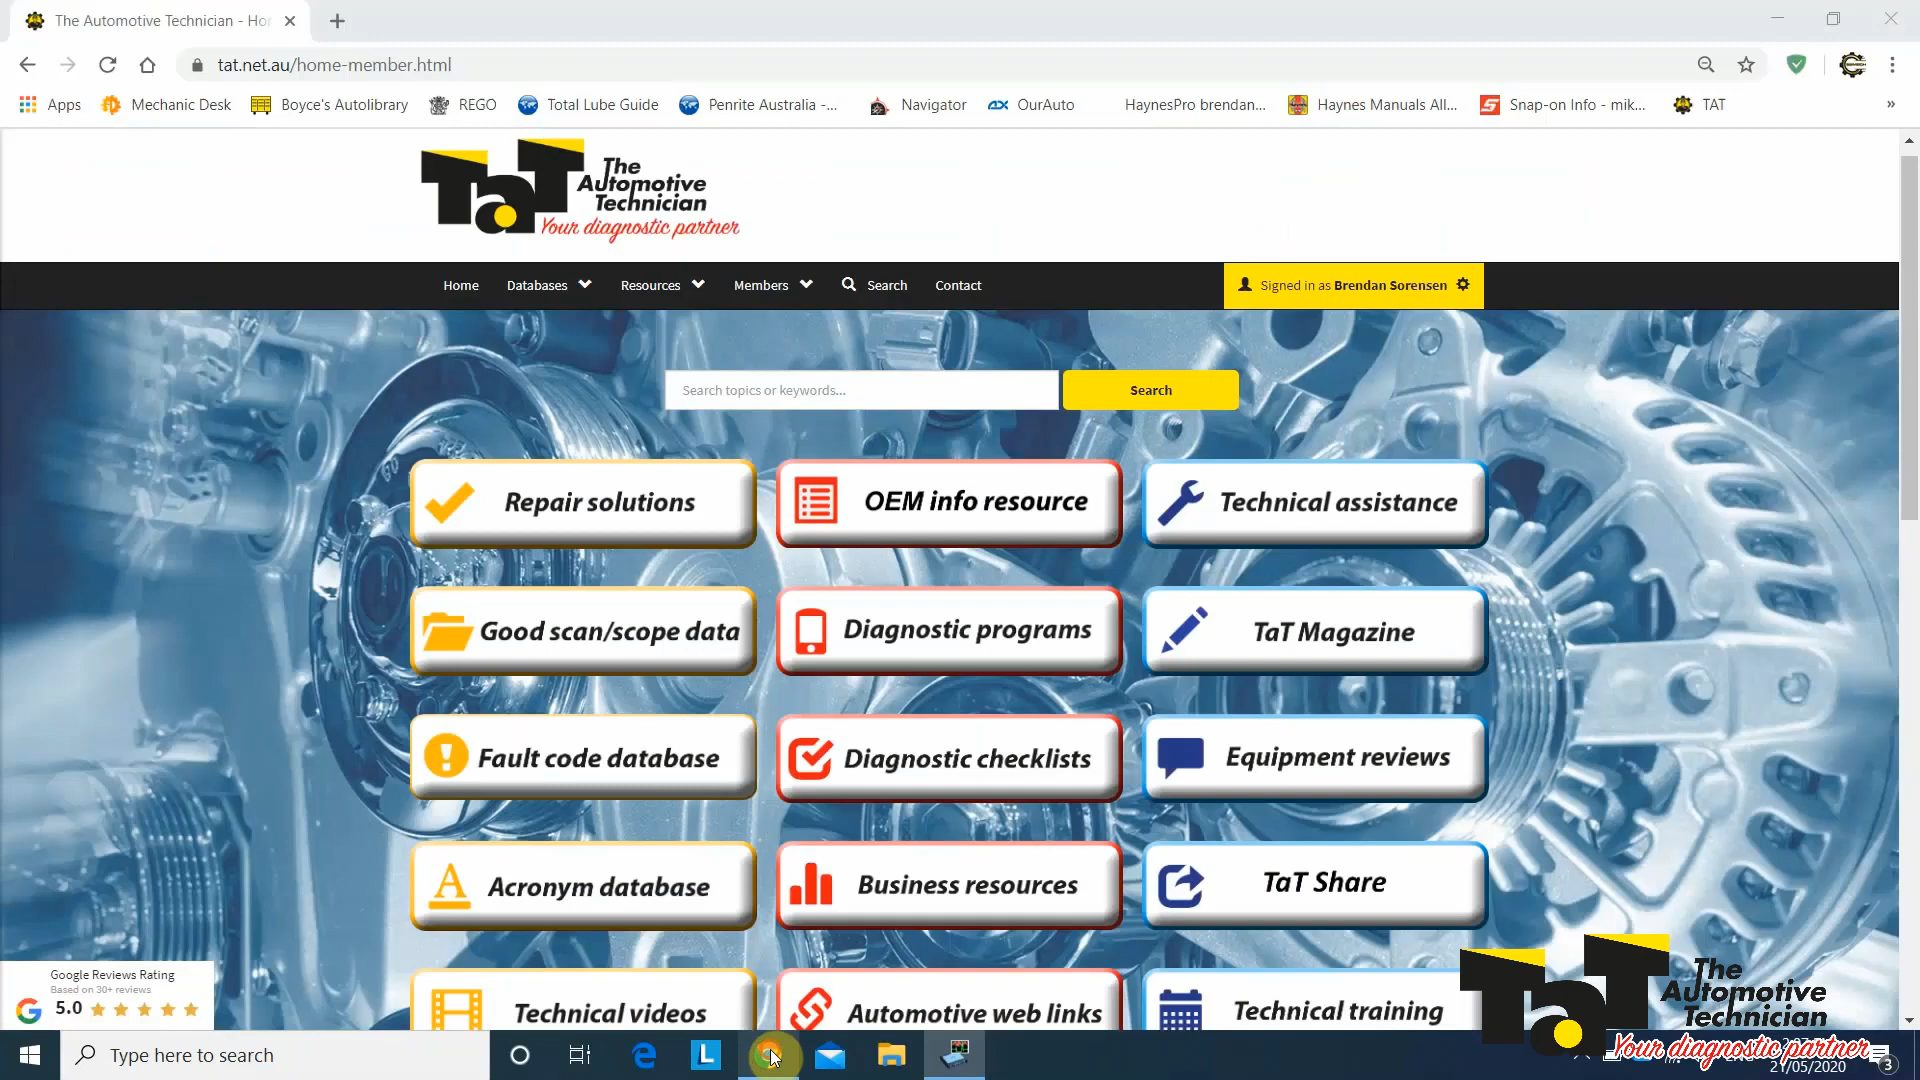 The Automotive Technician - Hor
tat.net.au/home-member.html
Apps Mechanic Desk Boyce's Autolibrary REGO Total Lube Guide Penrite Australia -... Navigator OurAuto HaynesPro brendan... Haynes Manuals All... Snap-on Info - mik... TAT »
TaT The
Automotive
Technician
Your diagnostic partner
Home Databases Resources Members Search Contact Signed in as Brendan Sorensen
Search topics or keywords... Search
Repair solutions OEM info resource Technical assistance
Good scan/scope data Diagnostic programs TaT Magazine
Fault code database Diagnostic checklists Equipment reviews
Acronym database Business resources TaT Share
Technical videos Automotive web links Technical training
Google Reviews Rating
Based on 30+ reviews
5.0
TaT The
Automotive
Technician
Your diagnostic partner
Type here to search
21/05/2020
3